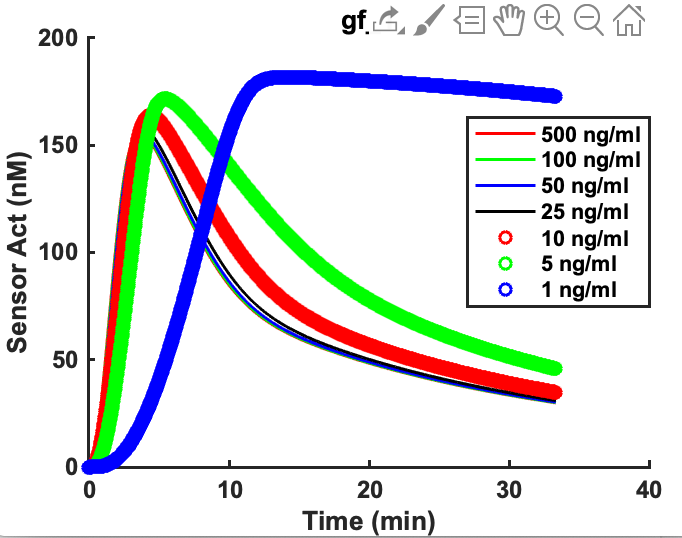 gf.
200
150
100
50
0
Sensor Act (nM)
500 ng/ml
100 ng/ml
50 ng/ml
25 ng/ml
10 ng/ml
5 ng/ml
1 ng/ml
0 10 20 30 40
Time (min)